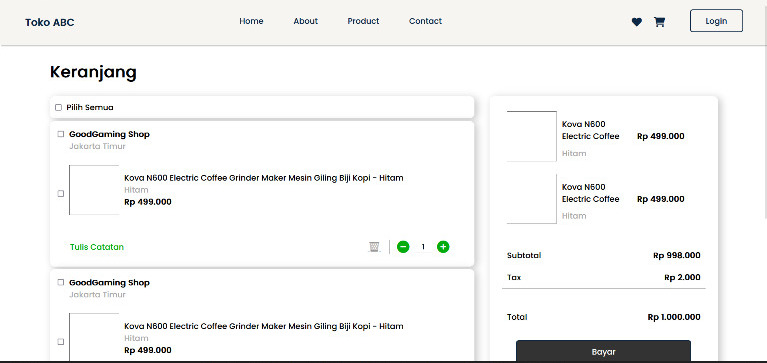 Toko ABC
Home
About
Product
Contact
Login
Keranjang
Pilih Semua
GoodGaming Shop
Jakarta Timur
Kova N600 Electric Coffee Grinder Maker Mesin Giling Biji Kopi - Hitam
Hitam
Rp 499.000
Tulis Catatan
1
GoodGaming Shop
Jakarta Timur
Kova N600 Electric Coffee Grinder Maker Mesin Giling Biji Kopi - Hitam
Hitam
Rp 499.000
Kova N600
Electric Coffee
Rp 499.000
Hitam
Kova N600
Electric Coffee
Rp 499.000
Hitam
Subtotal Rp 998.000
Tax Rp 2.000
Total Rp 1.000.000
Bayar